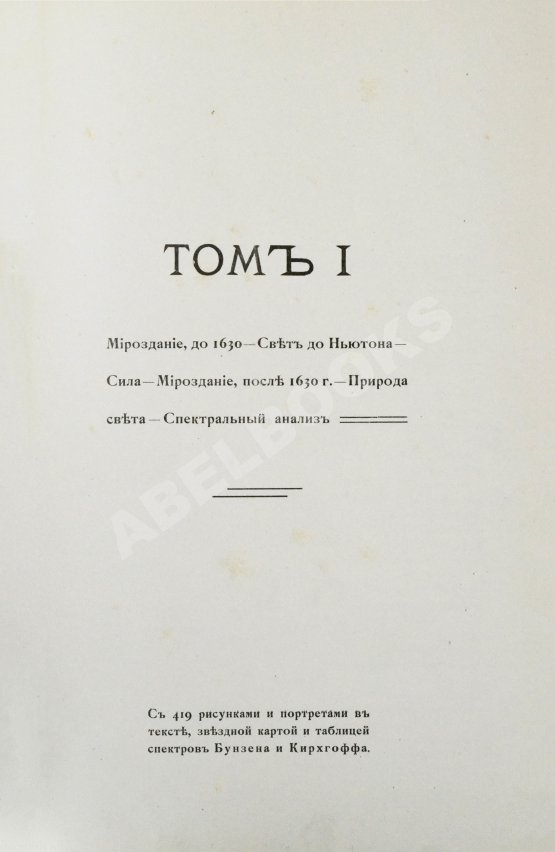 ТОМЪ I
Мірозданіе, до 1630—Свѣтъ до Ньютона—
Сила—Мірозданіе, послѣ 1630 г.—Природа
свѣта—Спектральный анализъ
ABELBOOKS
Съ 419 рисунками и портретами въ
текстѣ, звѣздной картой и таблицей
спектровъ Бунзена и Кирхгоффа.